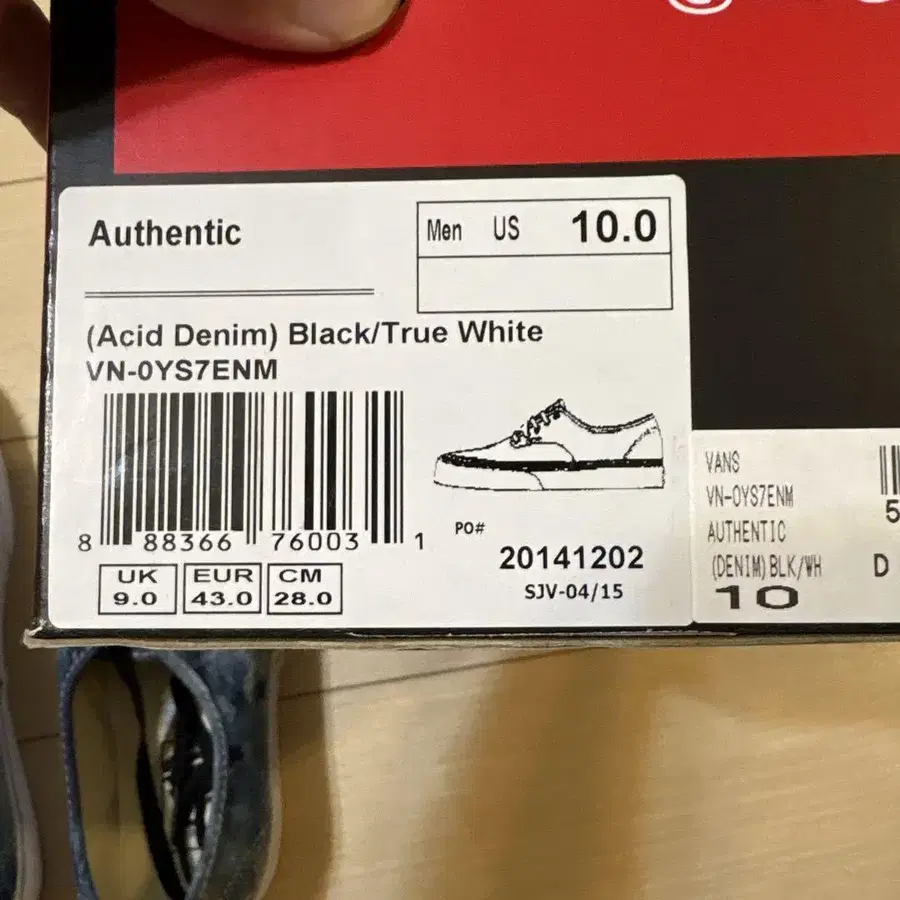 Authentic
Men US 10.0
(Acid Denim) Black/True White
VN-0YS7ENM
8 88366 76003 1
PO#
20141202
SJV-04/15
UK EUR CM
9.0 43.0 28.0
VANS
VN-0YS7ENM
AUTHENTIC
(DENIM)BLK/WH
10
5
D